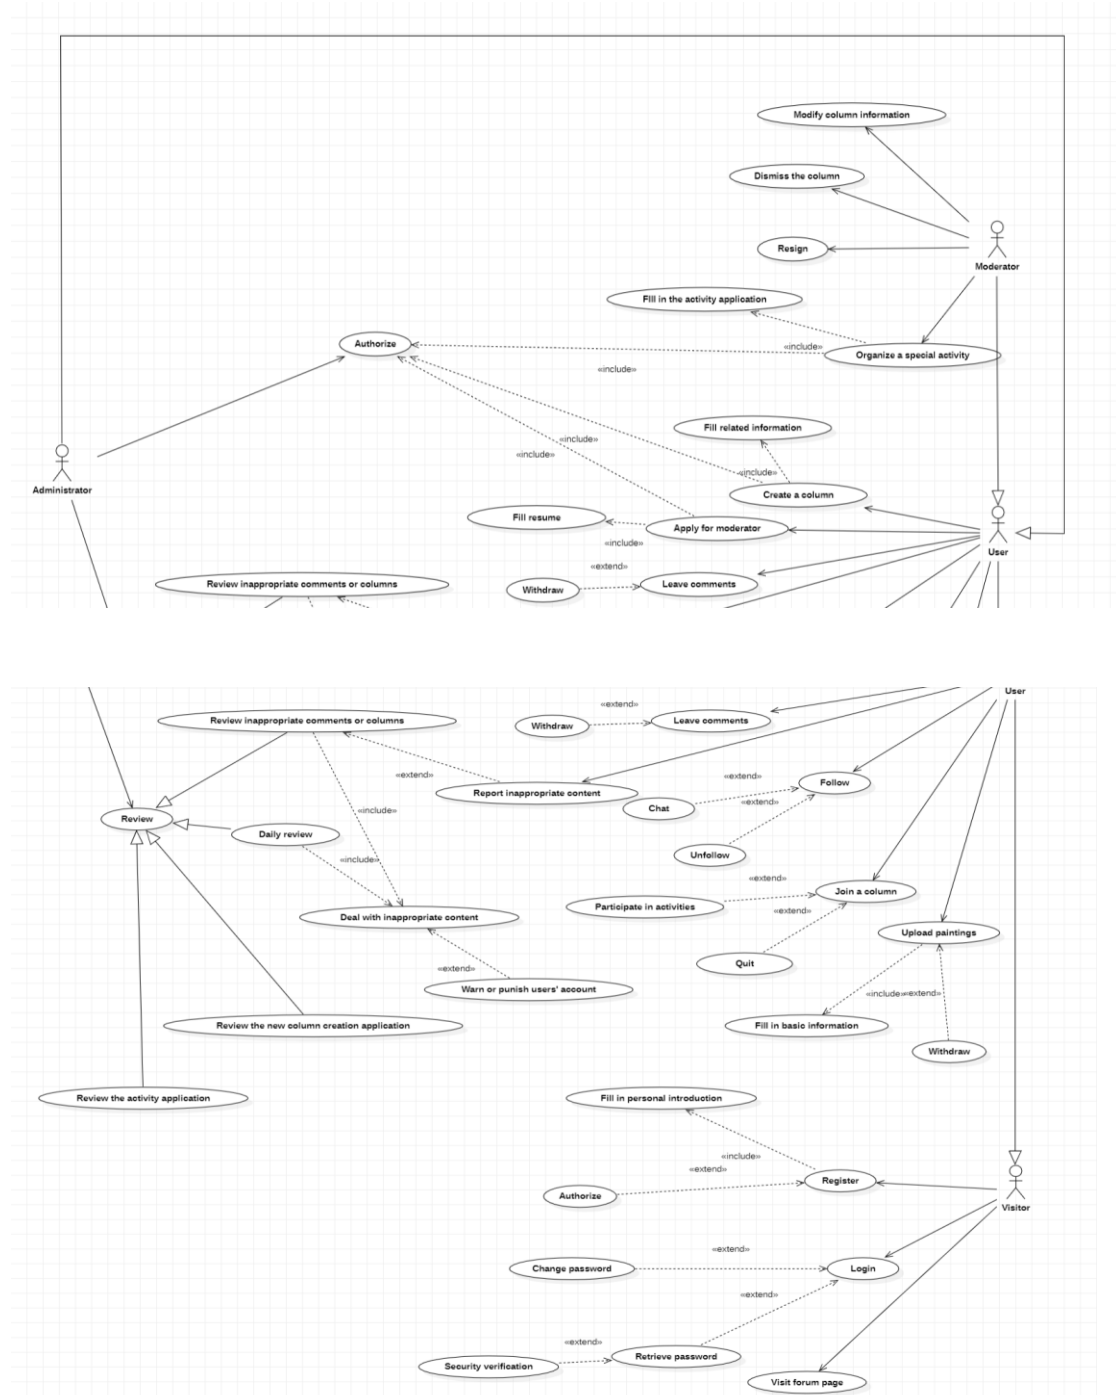 Modify column information
Dismiss the column
Resign
Moderator
Fill in the activity application
Authorize
«include»
Organize a special activity
«include»
Fill related information
«include»
«include»
«include»
Administrator
Create a column
Fill resume
Apply for moderator
«include»
User
«extend»
Review inappropriate comments or columns
Withdraw
Leave comments
User
«extend»
Review inappropriate comments or columns
Withdraw
Leave comments
«extend»
«extend»
Follow
Report inappropriate content
Chat
«extend»
«include»
Review
Daily review
Unfollow
«include»
«extend»
Join a column
Participate in activities
«extend»
Deal with inappropriate content
Upload paintings
Quit
«extend»
Warn or punish users' account
«include»
«extend»
Review the new column creation application
Fill in basic information
Withdraw
Review the activity application
Fill in personal introduction
«include»
«extend»
Register
Authorize
Visitor
«extend»
Change password
Login
«extend»
«extend»
Retrieve password
Security verification
Visit forum page